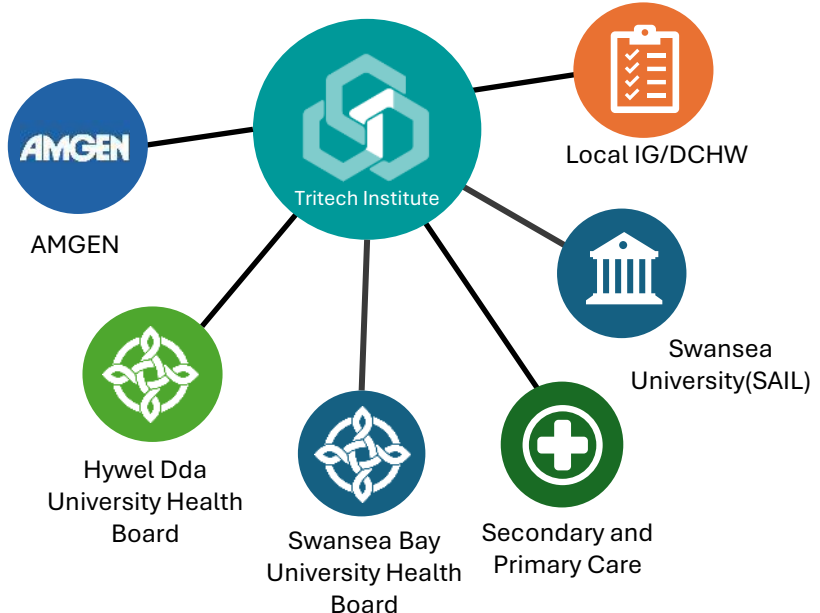 Tritech Institute
AMGEN
AMGEN
Local IG/DCHW
Swansea
University(SAIL)
Hywel Dda
University Health
Board
Swansea Bay
University Health
Board
Secondary and
Primary Care